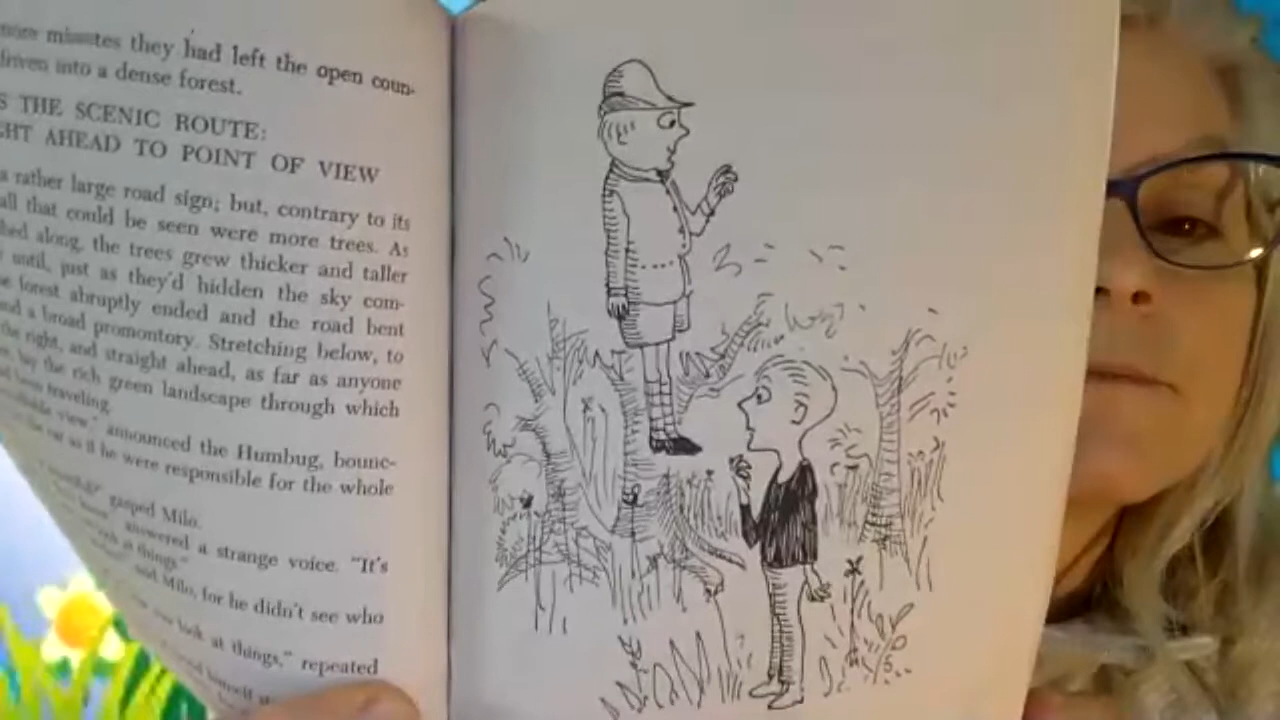 more minutes they had left the open coun-
driven into a dense forest.
THE SCENIC ROUTE:
AHEAD TO POINT OF VIEW
a rather large road sign; but, contrary to its
all that could be seen were more trees. As
along, the trees grew thicker and taller
until, just as they'd hidden the sky com-
forest abruptly ended and the road bent
a broad promontory. Stretching below, to
the right, and straight ahead, as far as anyone
lay the rich green landscape through which
been traveling.
view," announced the Humbug, bounc-
as if he were responsible for the whole
gasped Milo.
answered a strange voice. "It's
at things."
said Milo, for he didn't see who
look at things," repeated